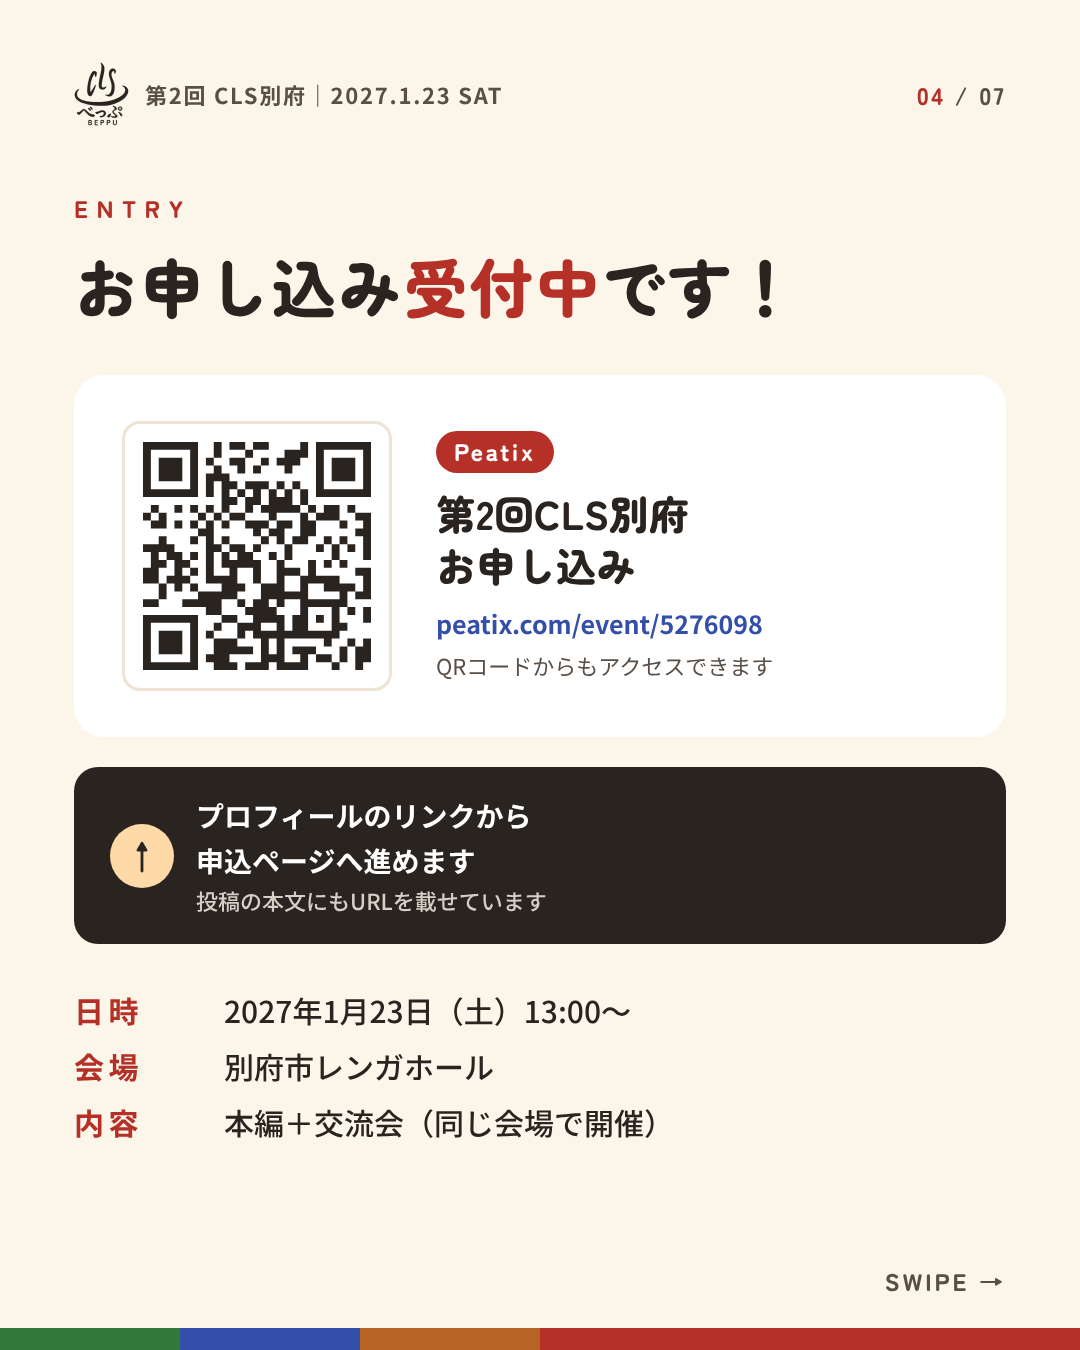 CLS
べっぷ
BEPPU
第2回 CLS別府｜2027.1.23 SAT
04 / 07
ENTRY
お申し込み受付中です！
Peatix
第2回CLS別府
お申し込み
peatix.com/event/5276098
QRコードからもアクセスできます
↑
プロフィールのリンクから
申込ページへ進めます
投稿の本文にもURLを載せています
日時 2027年1月23日（土）13:00〜
会場 別府市レンガホール
内容 本編＋交流会（同じ会場で開催）
SWIPE →